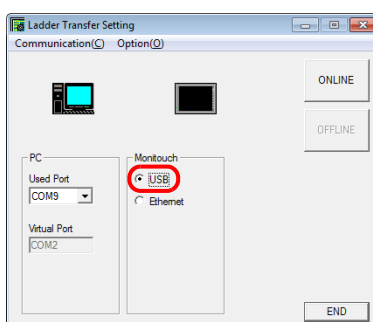 Ladder Transfer Setting
Communication(C) Option(O)
ONLINE
OFFLINE
PC
Used Port
COM9
Virtual Port
COM2
Monitouch
USB
Ethernet
END